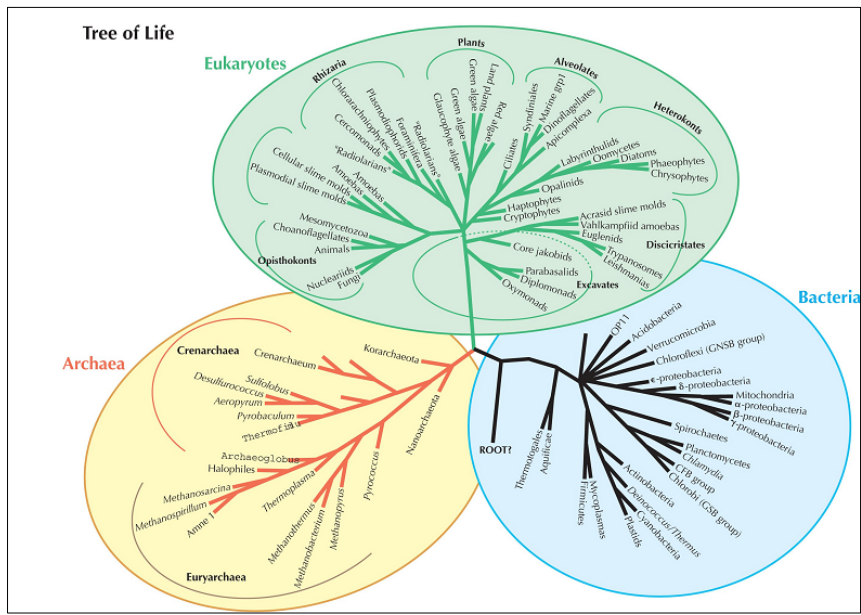 Tree of Life
Eukaryotes
Rhizaria
Plants
Alveolates
Heterokonts
Discicristates
Excavates
Opisthokonts
Plasmodial slime molds
Cellular slime molds
Amoebas
Amoebas
"Radiolarians"
Cercomonads
Chlorarachniophytes
Plasmodiophorids
Foraminifera
"Radiolarians"
Glaucophyte algae
Green algae
Green algae
Land plants
Red algae
Ciliates
Syndiniales
Marine grp1
Dinoflagellates
Apicomplexa
Labyrinthulids
Oomycetes
Diatoms
Phaeophytes
Chrysophytes
Opalinids
Haptophytes
Cryptophytes
Acrasid slime molds
Vahlkampfiid amoebas
Euglenids
Trypanosomes
Leishmanias
Core jakobids
Parabasalids
Diplomonads
Oxymonads
Mesomycetozoa
Choanoflagellates
Animals
Nucleariids
Fungi
Archaea
Crenarchaea
Crenarchaeum
Korarchaeota
Sulfolobus
Desulfurococcus
Aeropyrum
Pyrobaculum
Archaeoglobus
Halophiles
Methanosarcina
Methanospirillum
Amne 1
Thermoplasma
Methanothermus
Methanobacterium
Methanopyrus
Pyrococcus
Nanoarchaeota
Euryarchaea
Bacteria
ROOT?
Thermotogales
Aquificae
OP11
Acidobacteria
Verrucomicrobia
Chloroflexi (GNSB group)
ϵ-proteobacteria
δ-proteobacteria
Mitochondria
α-proteobacteria
β-proteobacteria
γ-proteobacteria
Spirochaetes
Planctomycetes
Chlamydia
CFB group
Chlorobi (GSB group)
Actinobacteria
Deinococcus/Thermus
Cyanobacteria
Plastids
Mycoplasmas
Firmicutes